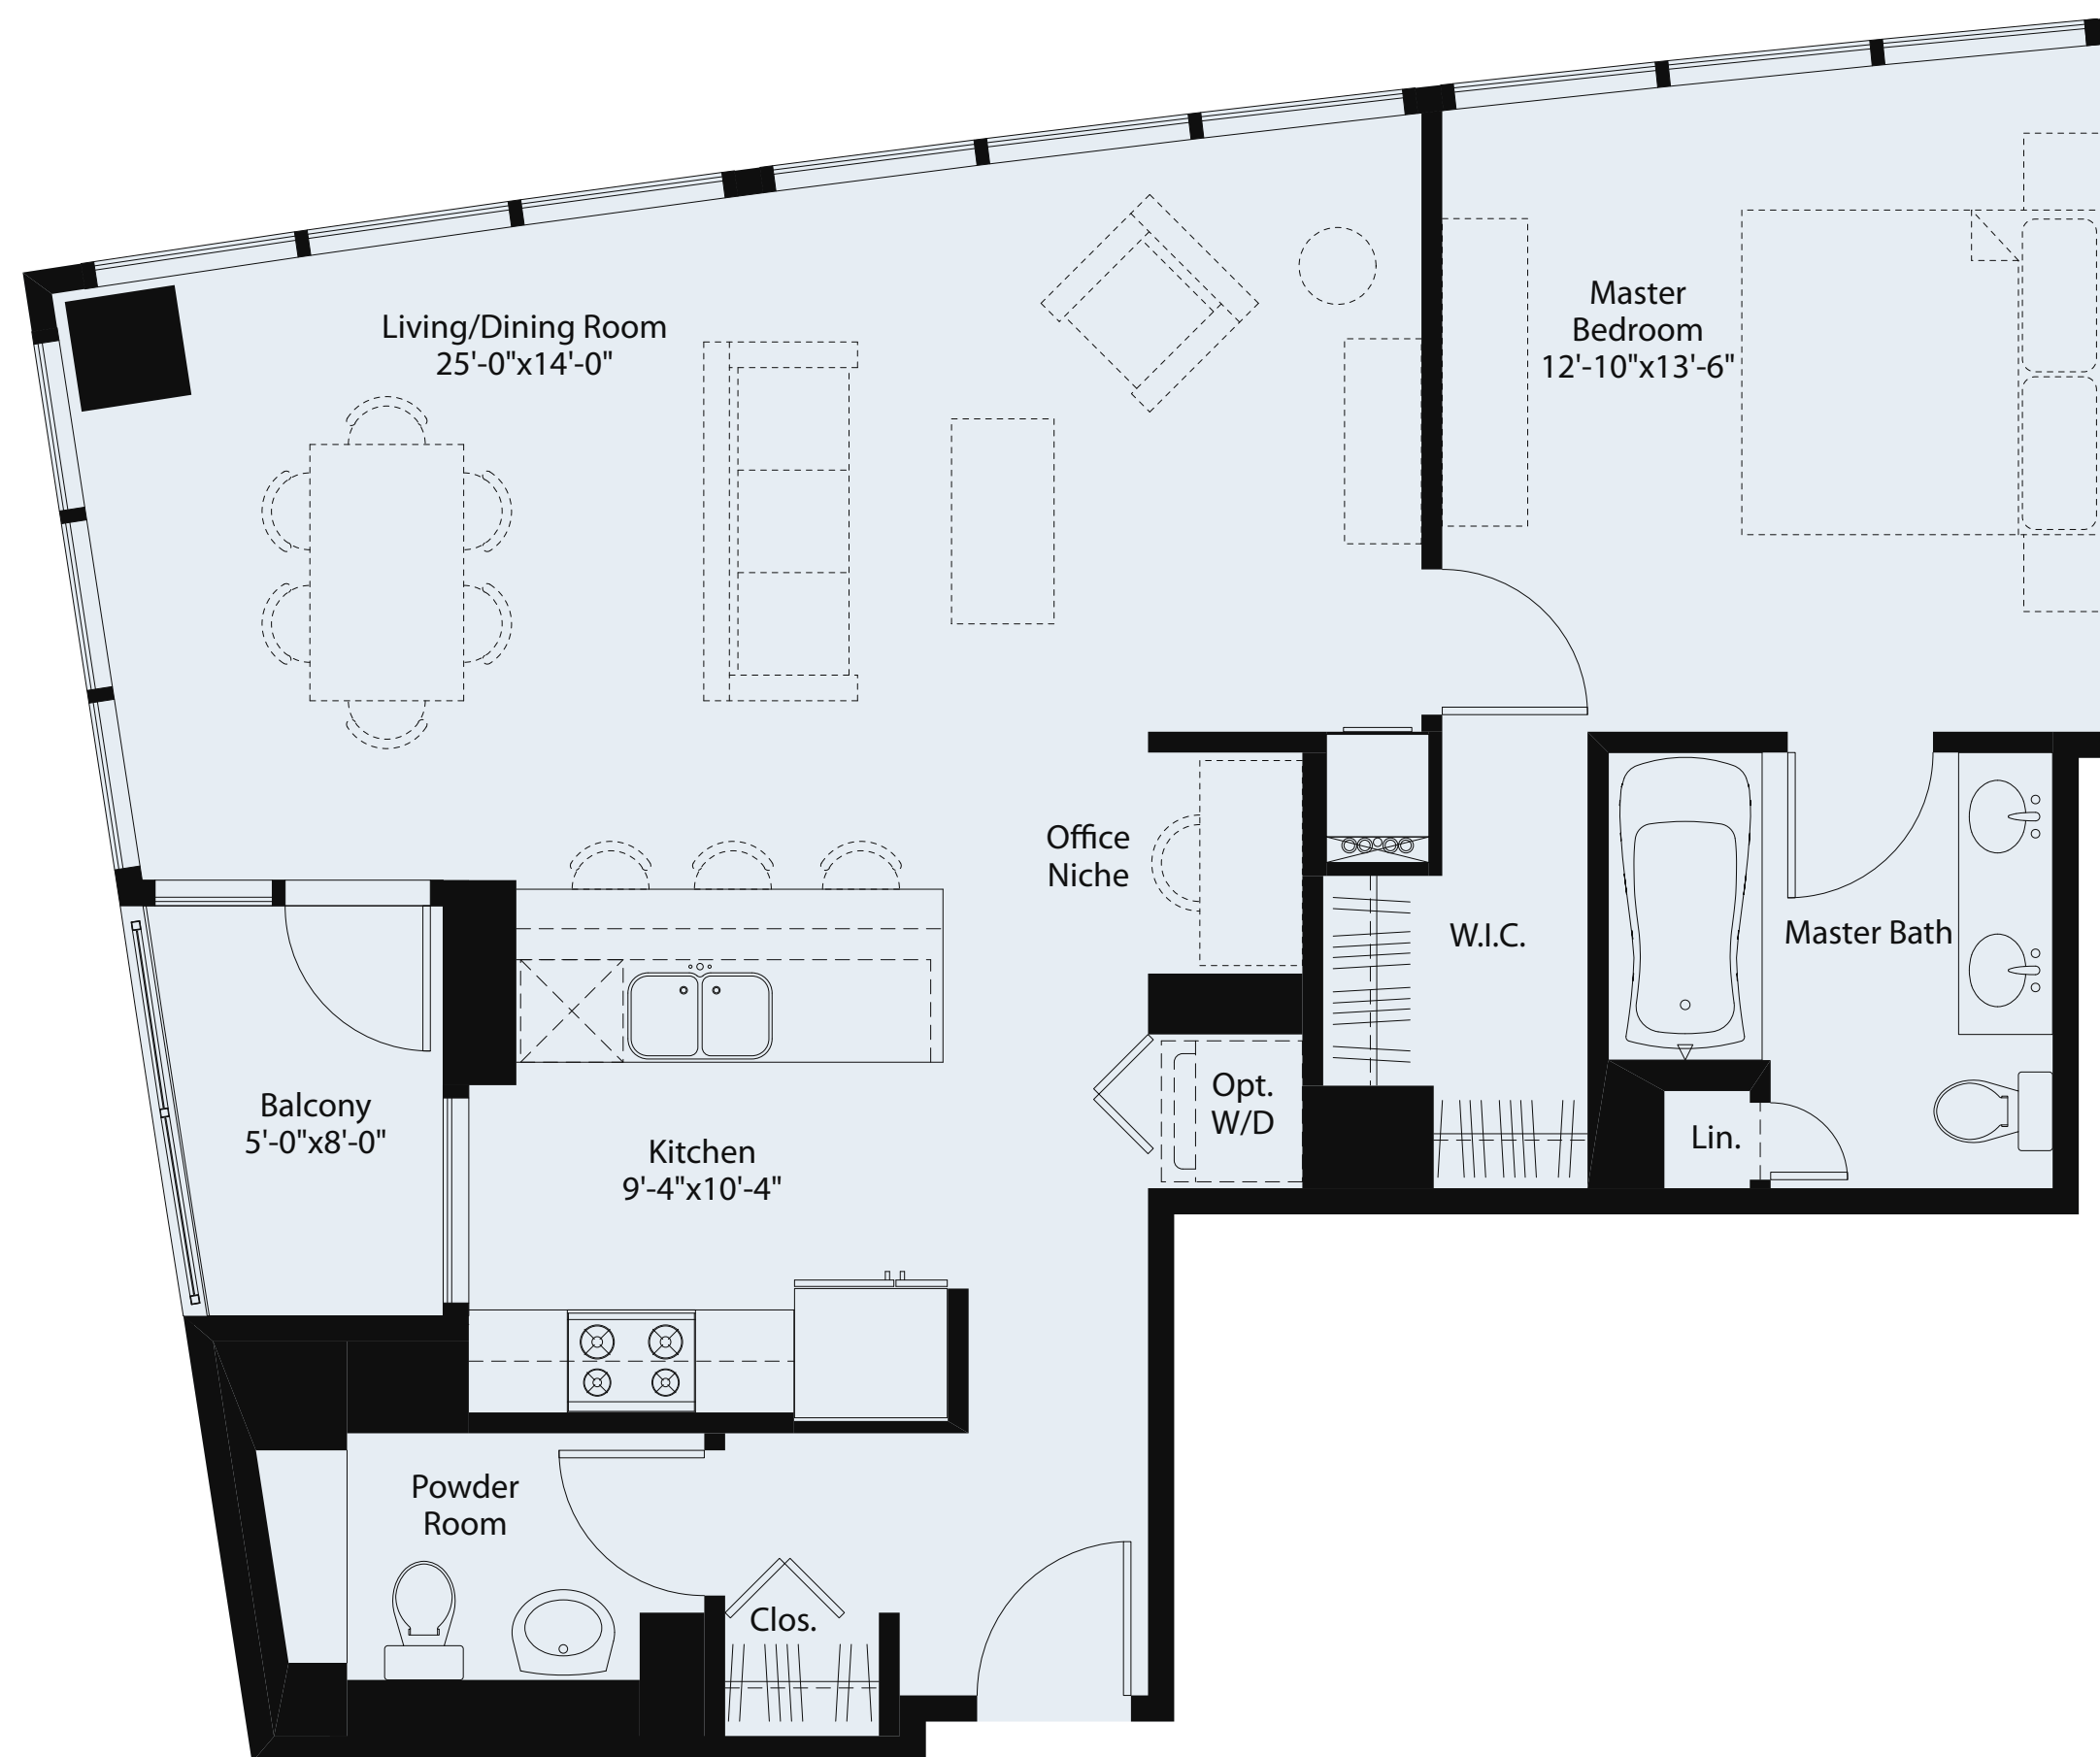 Living/Dining Room
25'-0"x14'-0"
Master
Bedroom
12'-10"x13'-6"
Office
Niche
W.I.C.
Master Bath
Balcony
5'-0"x8'-0"
Kitchen
9'-4"x10'-4"
Opt.
W/D
Lin.
Powder
Room
Clos.